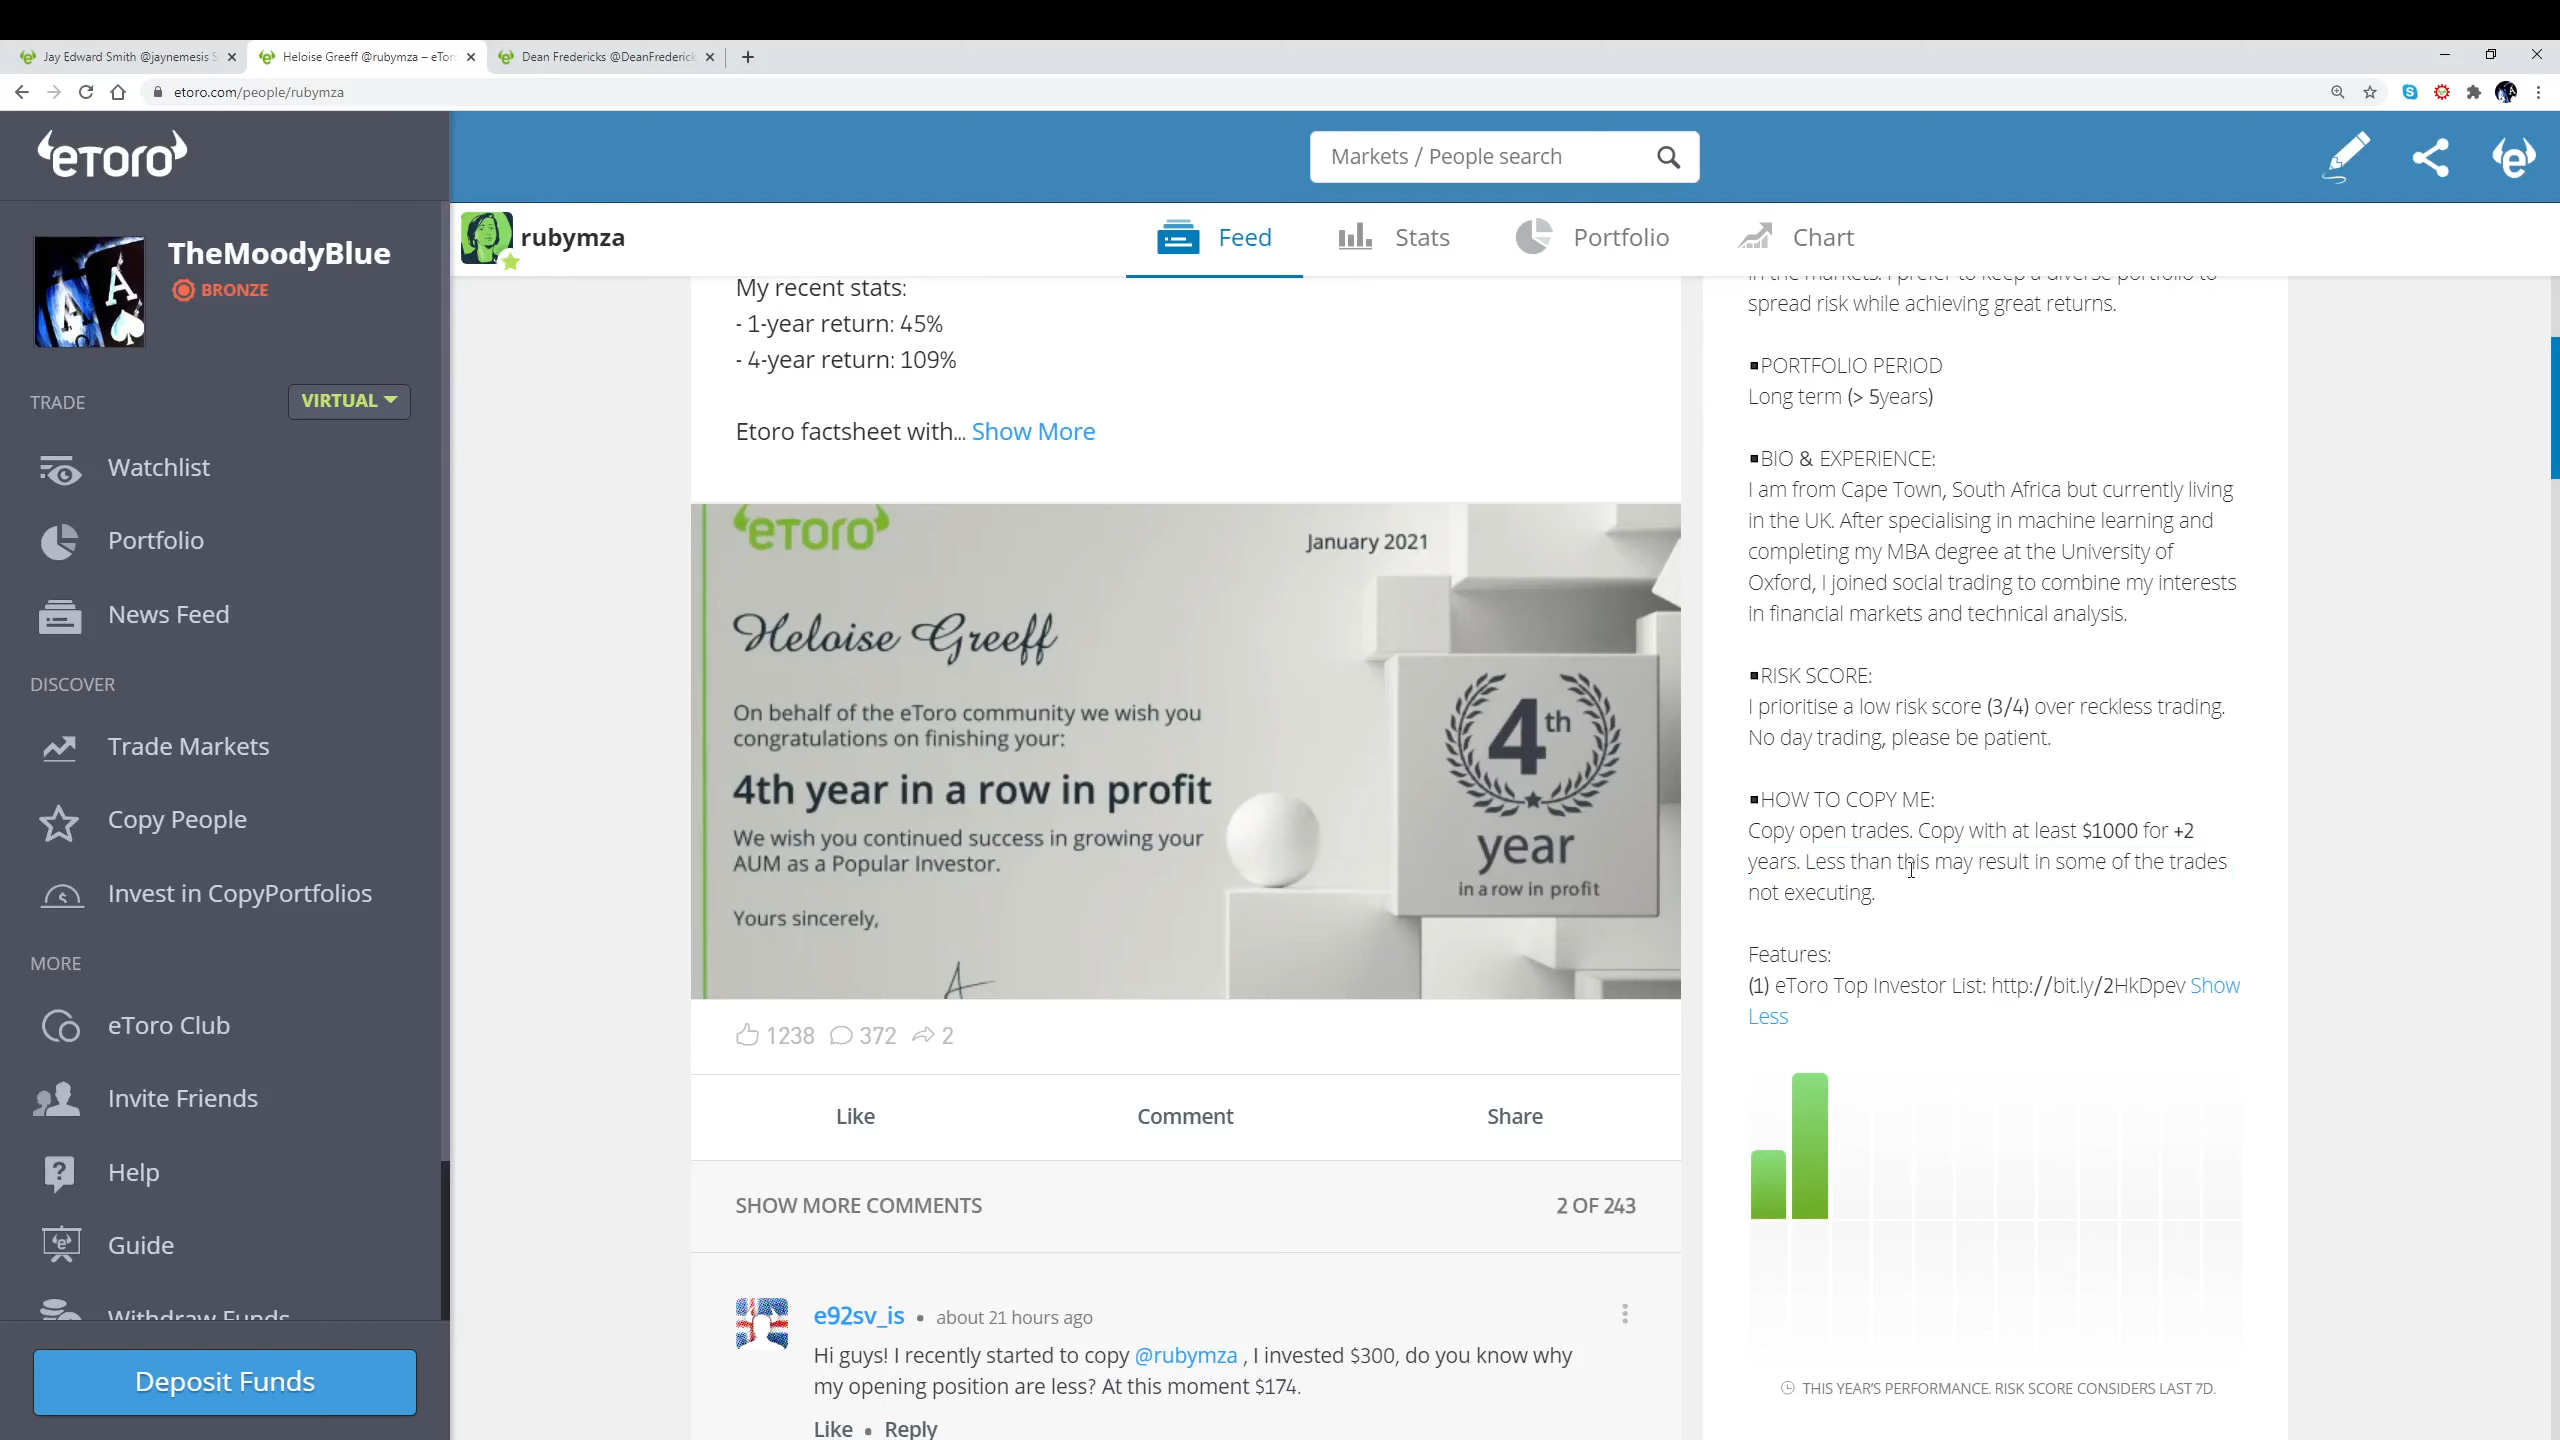 Jay Edward Smith @jaynemesis S
Heloise Greeff @rubymza – eToro
Dean Fredericks @DeanFrederick
etoro.com/people/rubymza
eToro
Markets / People search
TheMoodyBlue
BRONZE
rubymza
Feed
Stats
Portfolio
Chart
TRADE
VIRTUAL
Watchlist
Portfolio
News Feed
DISCOVER
Trade Markets
Copy People
Invest in CopyPortfolios
MORE
eToro Club
Invite Friends
Help
Guide
Withdraw Funds
Deposit Funds
My recent stats:
- 1-year return: 45%
- 4-year return: 109%
Etoro factsheet with... Show More
eToro
January 2021
Heloise Greeff
On behalf of the eToro community we wish you
congratulations on finishing your:
4th year in a row in profit
We wish you continued success in growing your
AUM as a Popular Investor.
Yours sincerely,
4th
year
in a row in profit
1238 372 2
Like Comment Share
SHOW MORE COMMENTS 2 OF 243
e92sv_is • about 21 hours ago
Hi guys! I recently started to copy @rubymza , I invested $300, do you know why
my opening position are less? At this moment $174.
Like • Reply
in the markets. I prefer to keep a diverse portfolio to
spread risk while achieving great returns.
▪PORTFOLIO PERIOD
Long term (> 5years)
▪BIO & EXPERIENCE:
I am from Cape Town, South Africa but currently living
in the UK. After specialising in machine learning and
completing my MBA degree at the University of
Oxford, I joined social trading to combine my interests
in financial markets and technical analysis.
▪RISK SCORE:
I prioritise a low risk score (3/4) over reckless trading.
No day trading, please be patient.
▪HOW TO COPY ME:
Copy open trades. Copy with at least $1000 for +2
years. Less than this may result in some of the trades
not executing.
Features:
(1) eToro Top Investor List: http://bit.ly/2HkDpev Show
Less
THIS YEAR'S PERFORMANCE. RISK SCORE CONSIDERS LAST 7D.